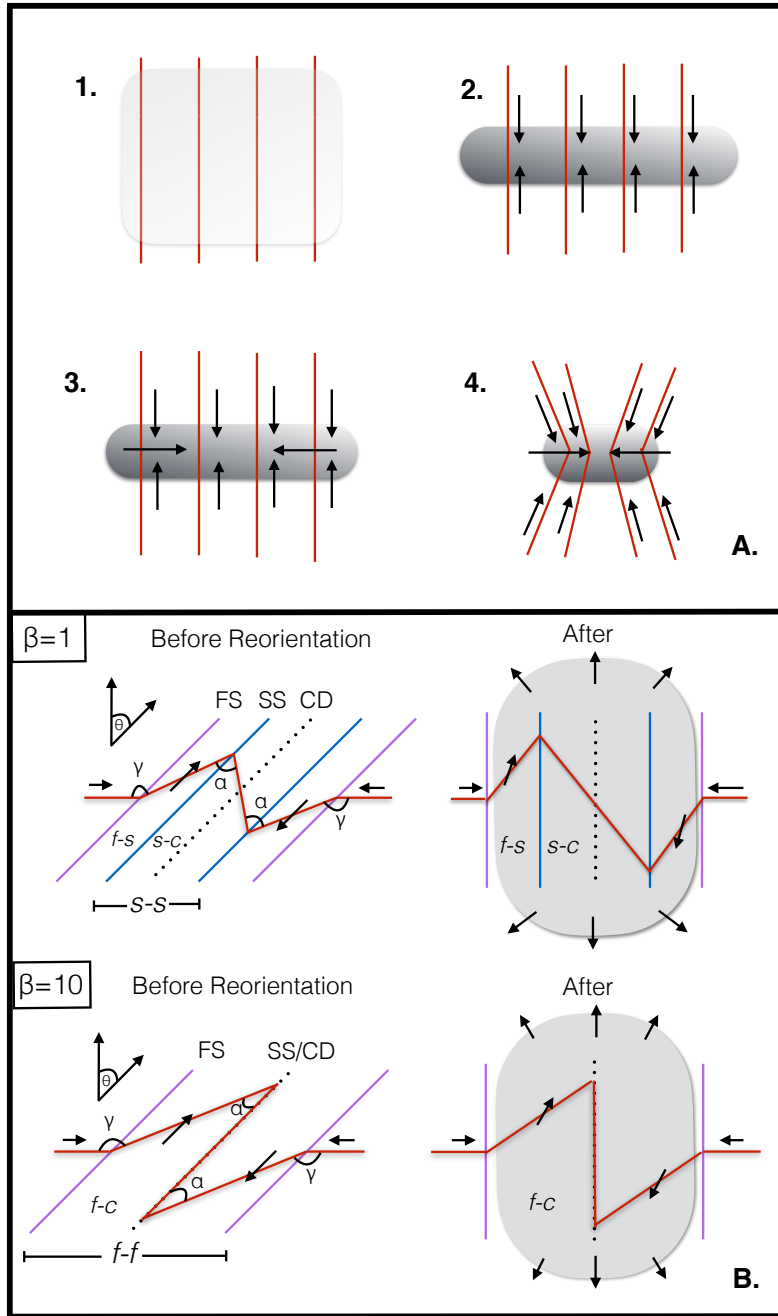 1.
2.
3.
4.
A.
β=1
Before Reorientation
After
FS SS CD
θ
γ
α
α
γ
f-s s-c
s-s
f-s s-c
β=10
Before Reorientation
After
FS SS/CD
θ
γ
α
α
γ
f-c
f-f
f-c
B.